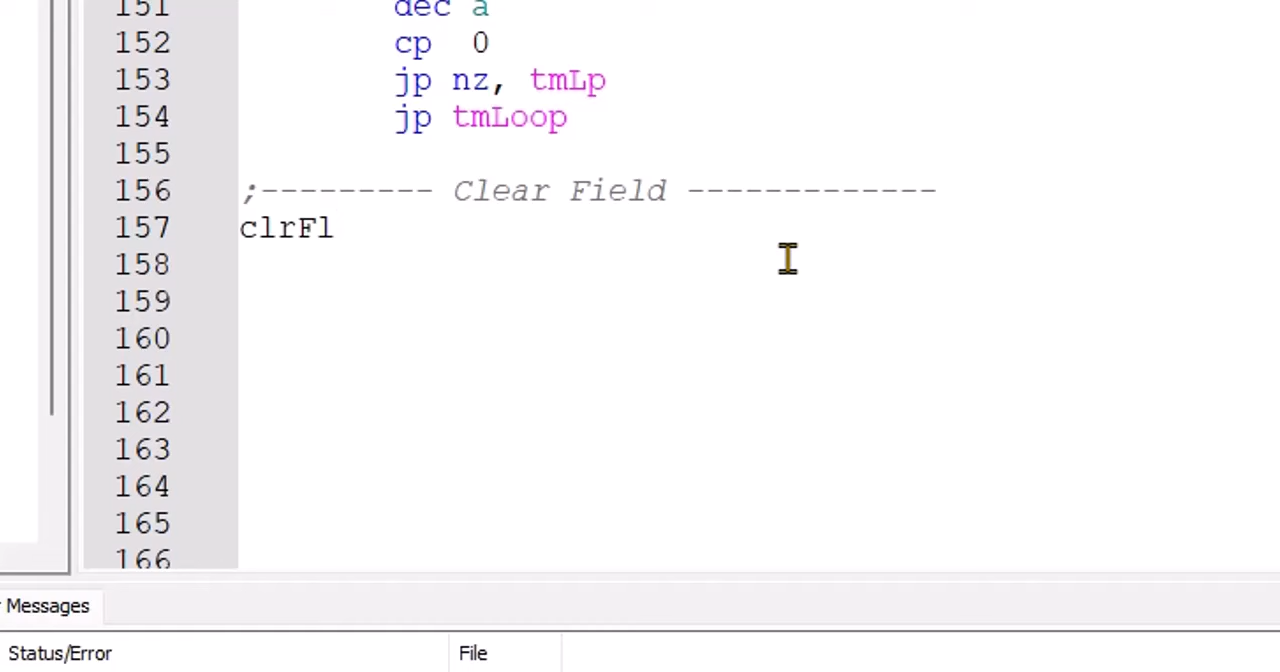 151 dec a
152 cp 0
153 jp nz, tmLp
154 jp tmLoop
155
156 ;--------- Clear Field -------------
157 clrFl
158
159
160
161
162
163
164
165
166
Messages
Status/Error File